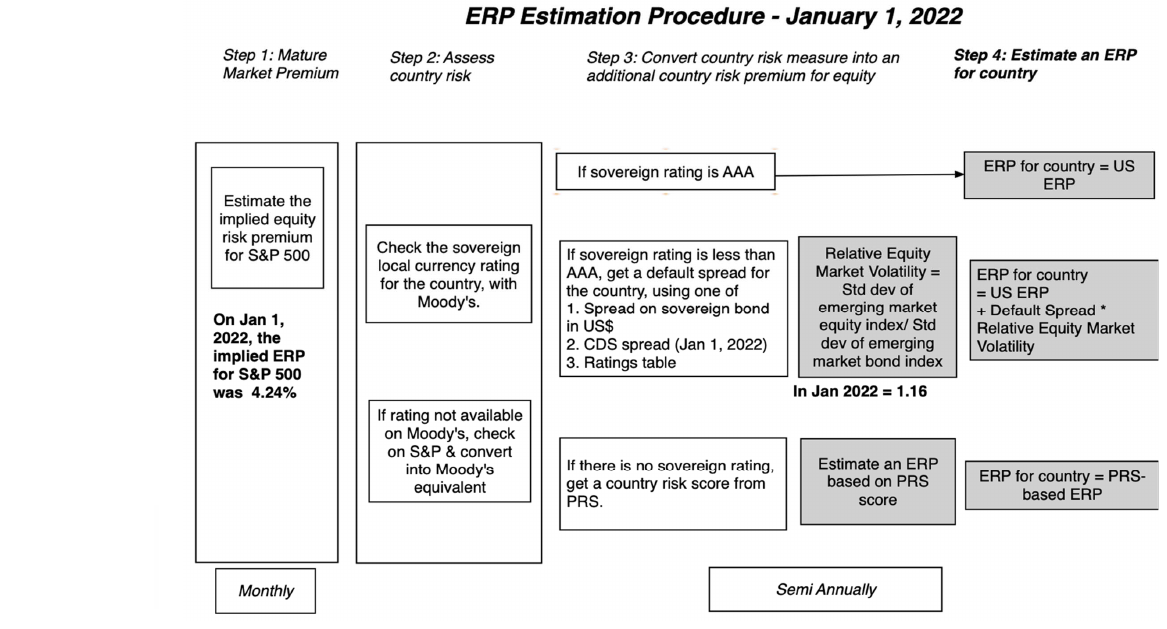 ERP Estimation Procedure - January 1, 2022
Step 1: Mature
Market Premium
Step 2: Assess
country risk
Step 3: Convert country risk measure into an
additional country risk premium for equity
Step 4: Estimate an ERP
for country
Estimate the
implied equity
risk premium
for S&P 500
On Jan 1,
2022, the
implied ERP
for S&P 500
was 4.24%
Check the sovereign
local currency rating
for the country, with
Moody's.
If rating not available
on Moody's, check
on S&P & convert
into Moody's
equivalent
If sovereign rating is AAA
ERP for country = US
ERP
If sovereign rating is less than
AAA, get a default spread for
the country, using one of
1. Spread on sovereign bond
in US$
2. CDS spread (Jan 1, 2022)
3. Ratings table
Relative Equity
Market Volatility =
Std dev of
emerging market
equity index/ Std
dev of emerging
market bond index
In Jan 2022 = 1.16
ERP for country
= US ERP
+ Default Spread *
Relative Equity Market
Volatility
If there is no sovereign rating,
get a country risk score from
PRS.
Estimate an ERP
based on PRS
score
ERP for country = PRS-
based ERP
Monthly
Semi Annually